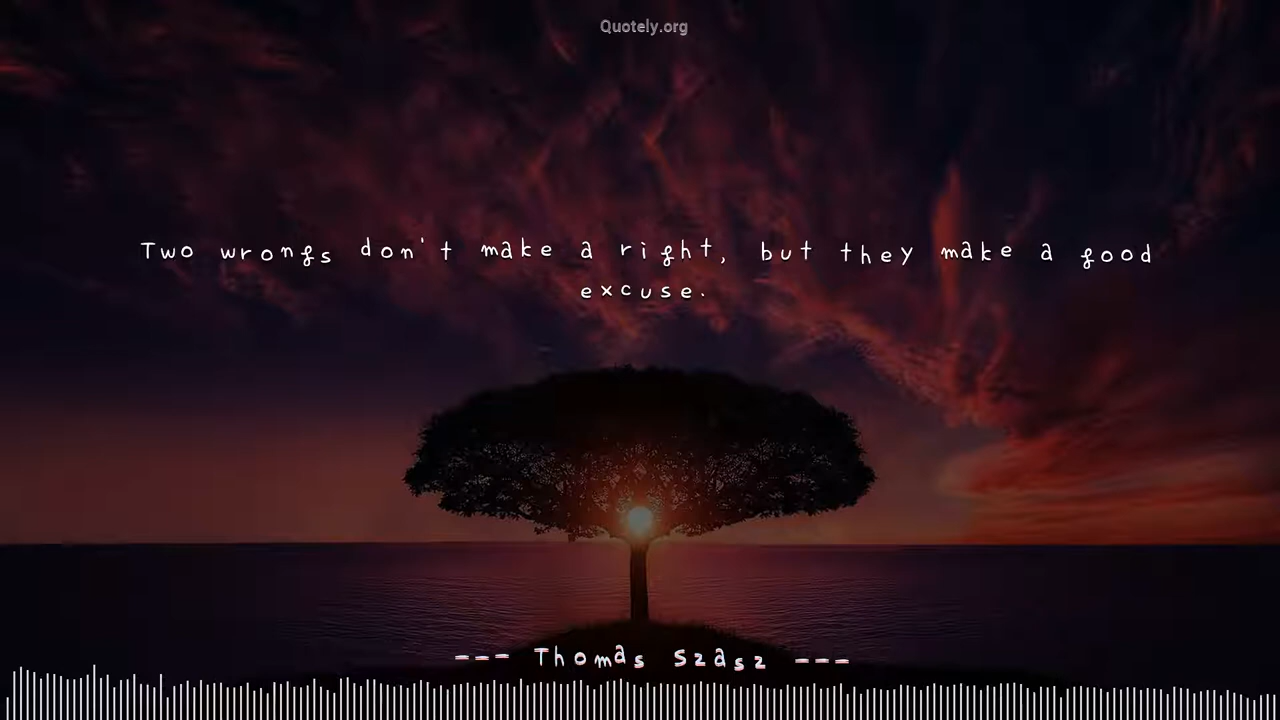 Quotely.org
Two wrongs don't make a right, but they make a good
excuse.
--- Thomas Szasz ---